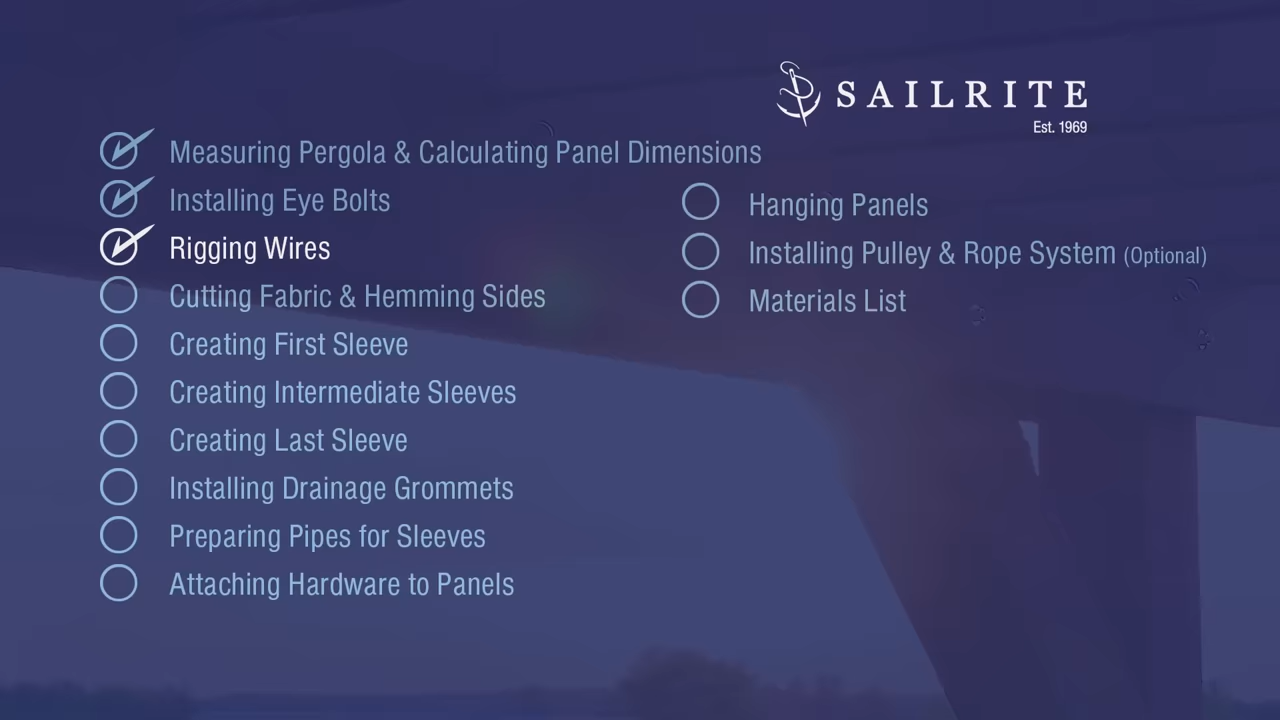 SAILRITE
Est. 1969
Measuring Pergola & Calculating Panel Dimensions
Installing Eye Bolts
Rigging Wires
Cutting Fabric & Hemming Sides
Creating First Sleeve
Creating Intermediate Sleeves
Creating Last Sleeve
Installing Drainage Grommets
Preparing Pipes for Sleeves
Attaching Hardware to Panels
Hanging Panels
Installing Pulley & Rope System (Optional)
Materials List